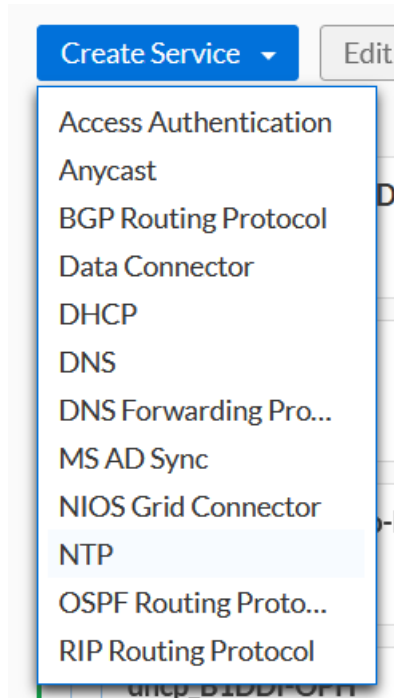 Create Service
Edit
Access Authentication
Anycast
BGP Routing Protocol
Data Connector
DHCP
DNS
DNS Forwarding Pro...
MS AD Sync
NIOS Grid Connector
NTP
OSPF Routing Proto...
RIP Routing Protocol